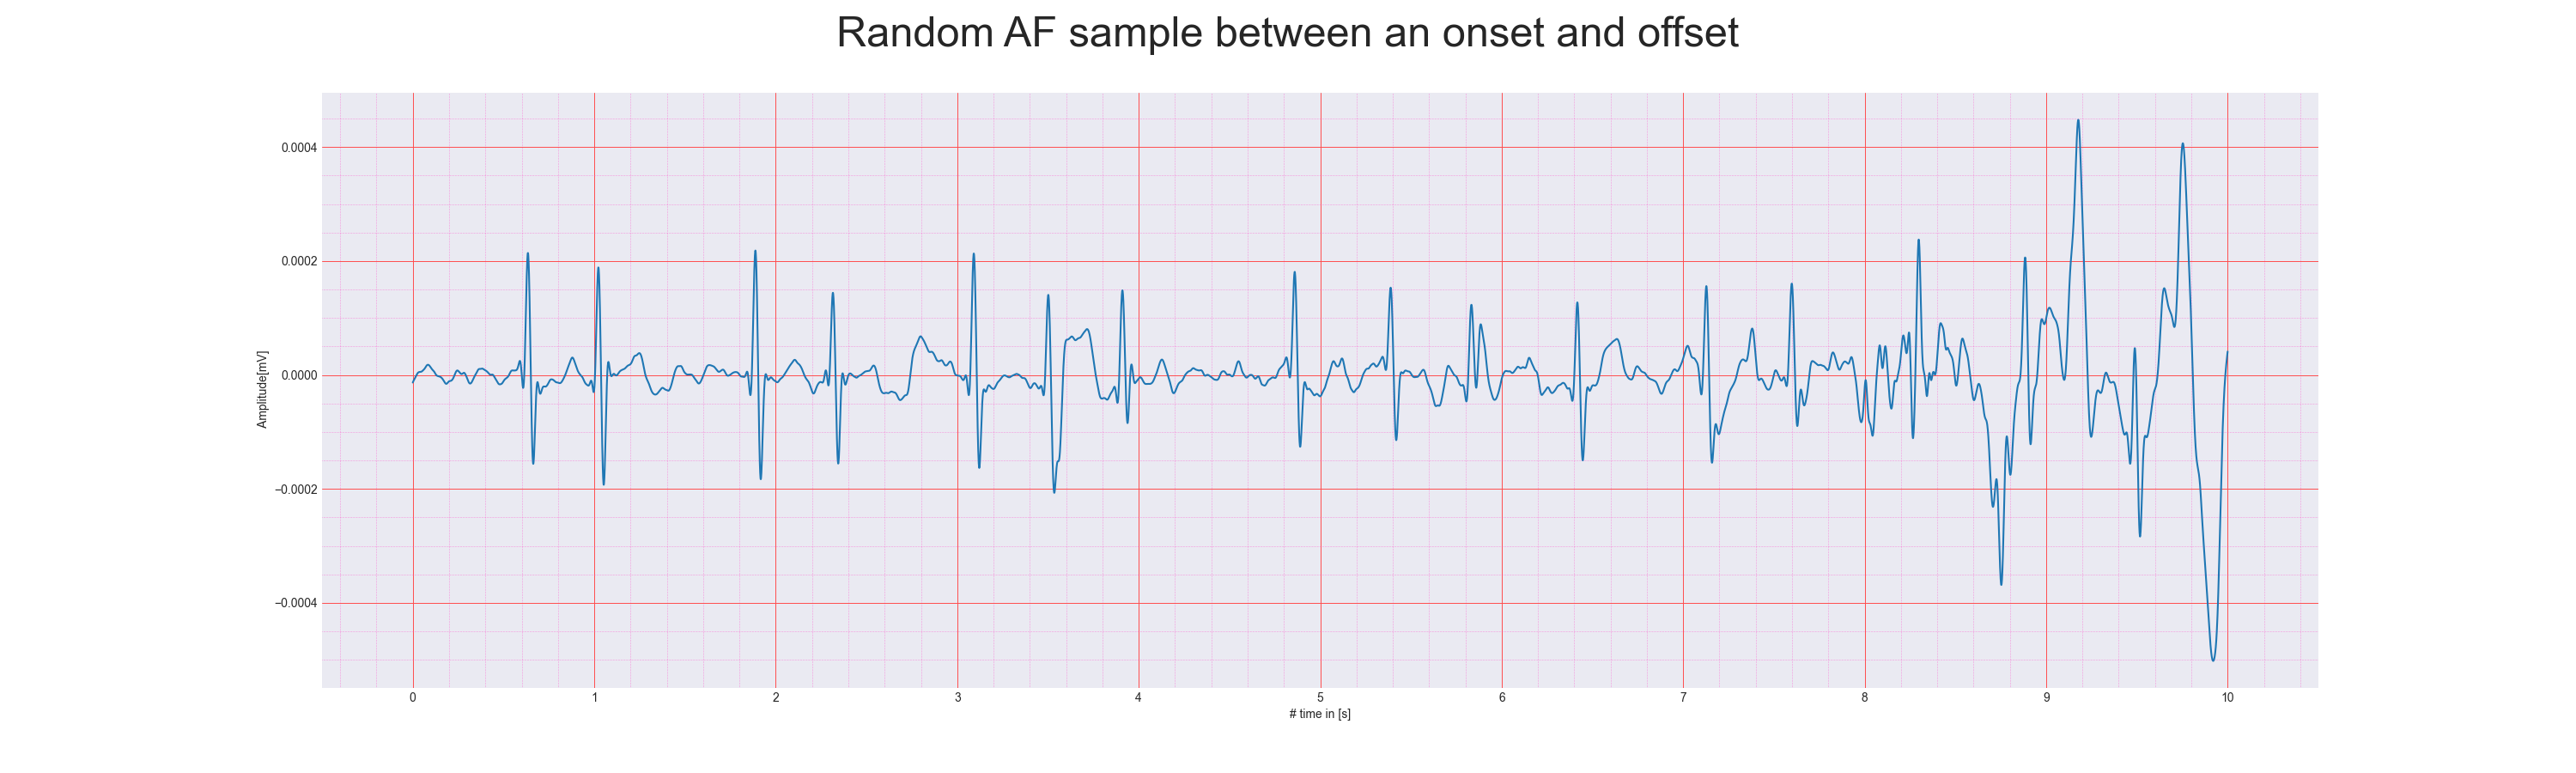 Random AF sample between an onset and offset
0.0004
0.0002
0.0000
−0.0002
−0.0004
Amplitude[mV]
0 1 2 3 4 5 6 7 8 9 10
# time in [s]